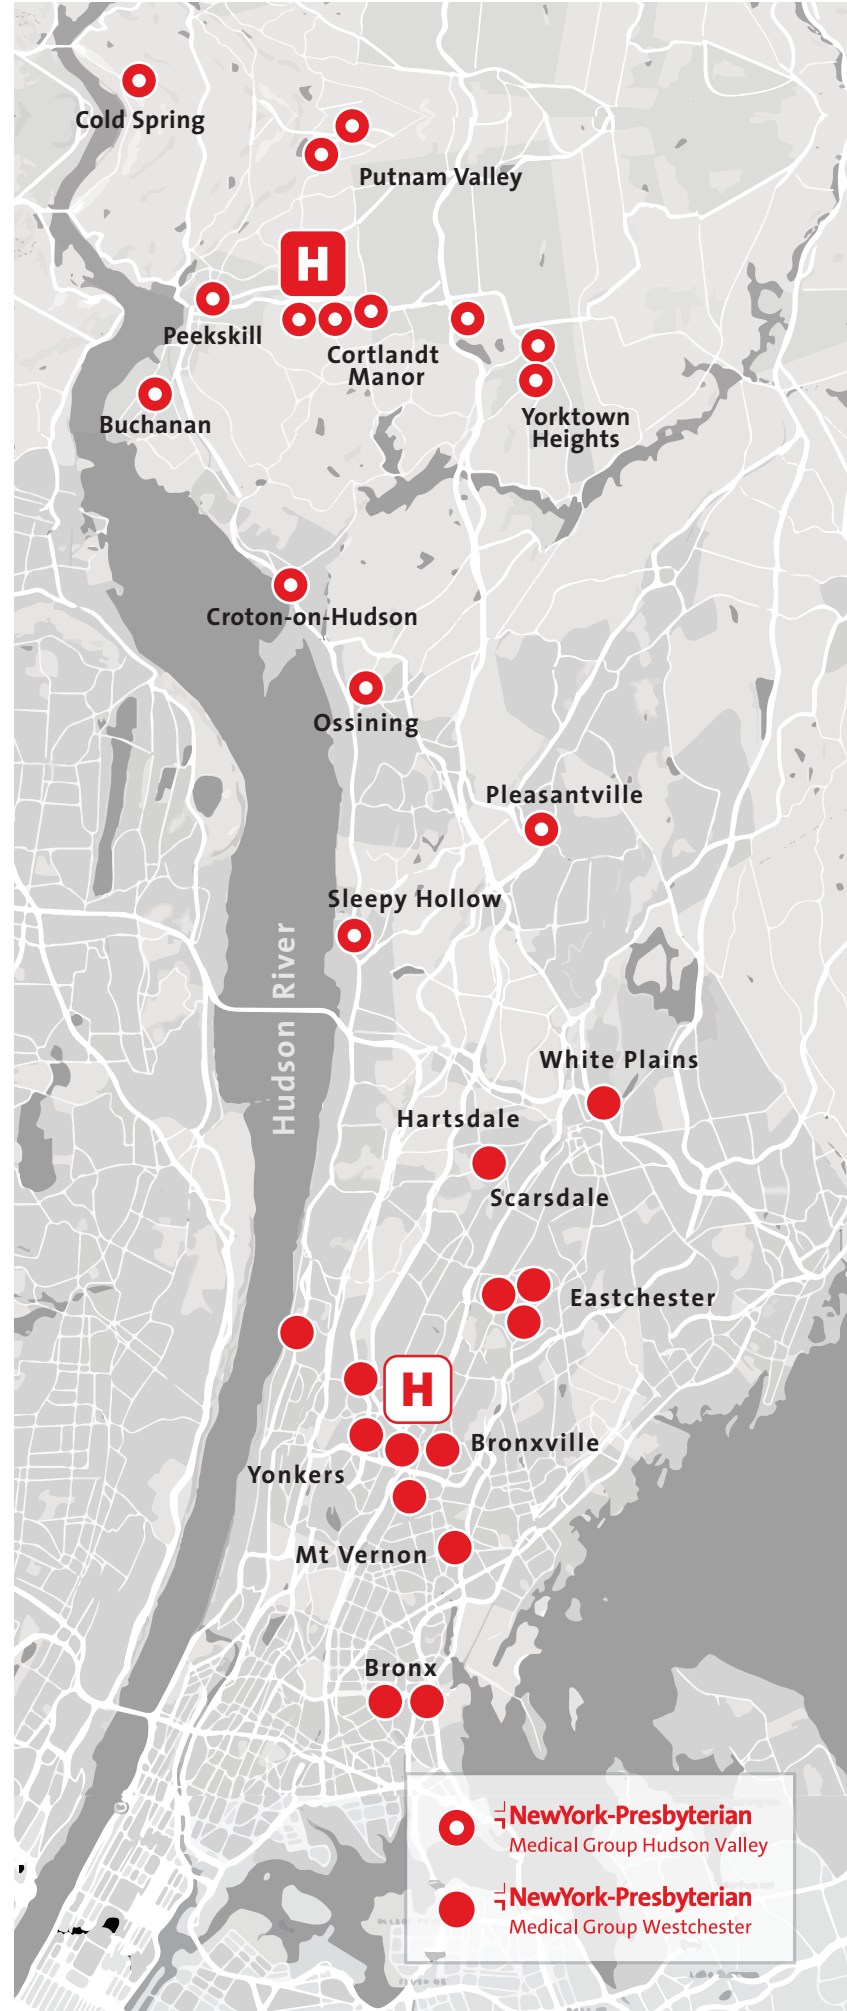 Cold Spring
Putnam Valley
H
Peekskill
Cortlandt
Manor
Buchanan
Yorktown
Heights
Croton-on-Hudson
Ossining
Pleasantville
Sleepy Hollow
Hudson River
White Plains
Hartsdale
Scarsdale
Eastchester
H
Bronxville
Yonkers
Mt Vernon
Bronx
NewYork-Presbyterian
Medical Group Hudson Valley
NewYork-Presbyterian
Medical Group Westchester